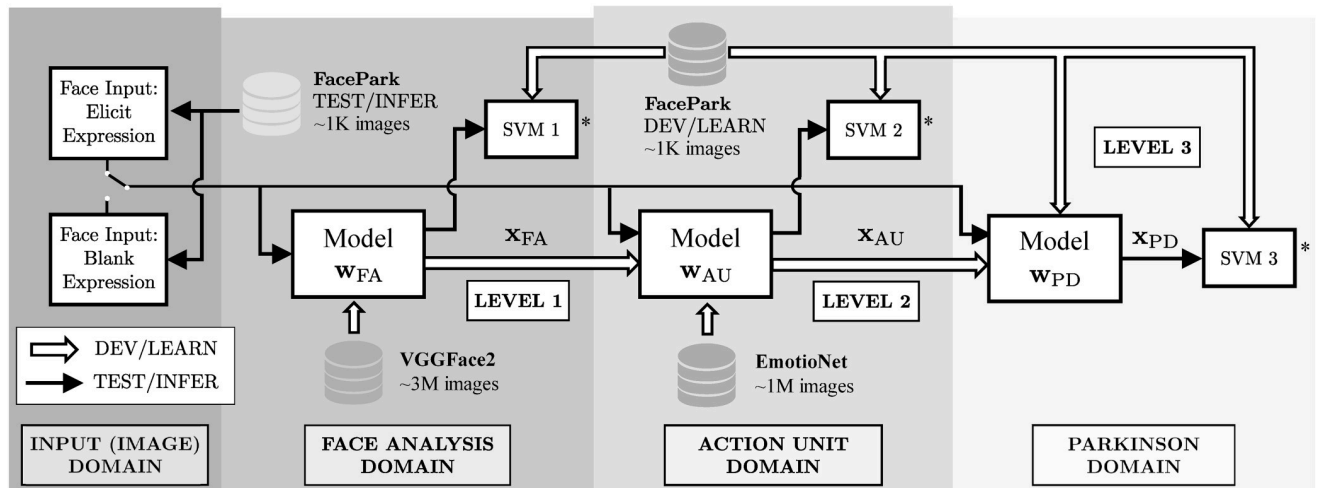 Face Input:
Elicit
Expression
Face Input:
Blank
Expression
DEV/LEARN
TEST/INFER
INPUT (IMAGE)
DOMAIN
FacePark
TEST/INFER
~1K images
SVM 1 *
Model
w_FA
x_FA
LEVEL 1
VGGFace2
~3M images
FACE ANALYSIS
DOMAIN
FacePark
DEV/LEARN
~1K images
SVM 2 *
Model
w_AU
x_AU
LEVEL 2
EmotioNet
~1M images
ACTION UNIT
DOMAIN
LEVEL 3
Model
w_PD
x_PD
SVM 3 *
PARKINSON
DOMAIN